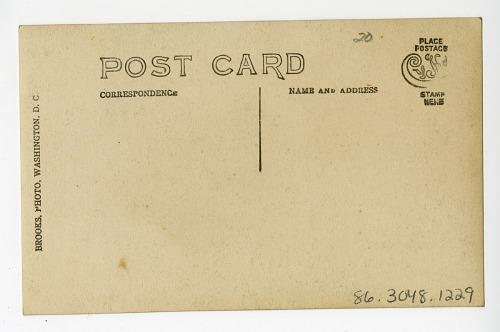 20
PLACE
POSTAGE
STAMP
HERE
POST CARD
CORRESPONDENCE
NAME AND ADDRESS
BROOKS, PHOTO, WASHINGTON, D. C
86.3048.1229